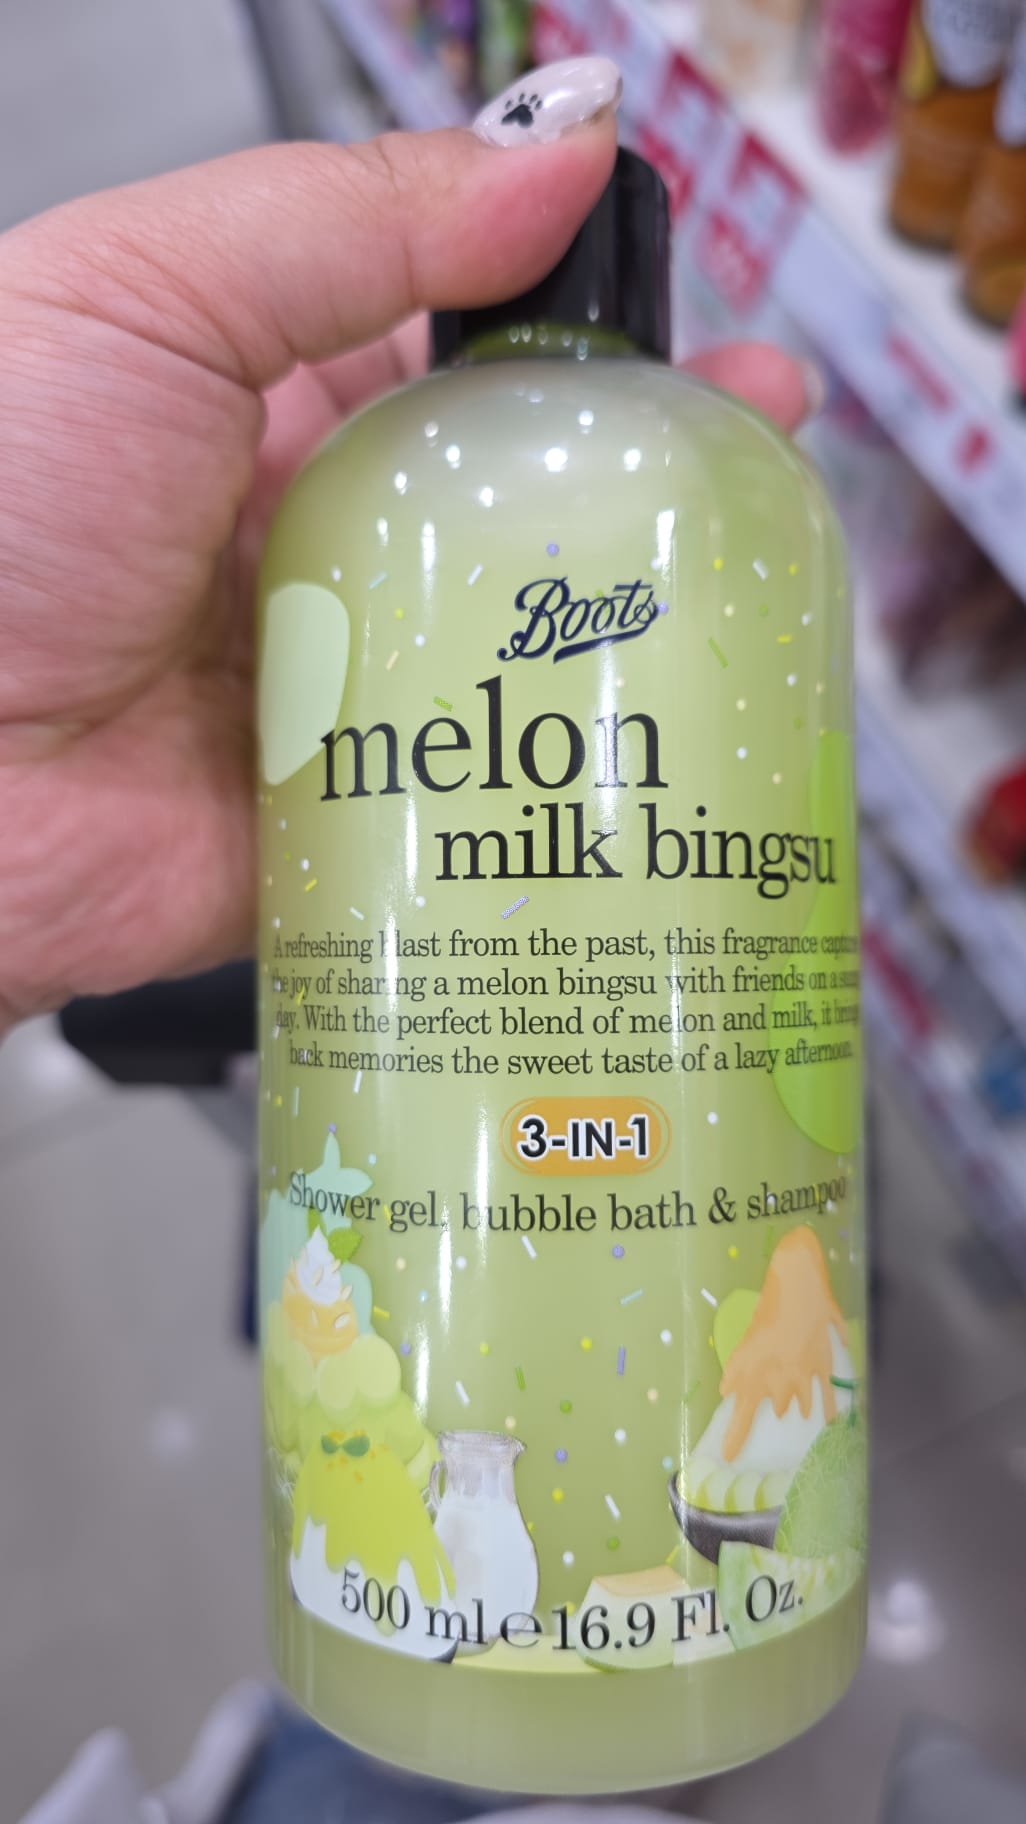 Boots
melon
milk bingsu
A refreshing blast from the past, this fragrance
the joy of sharing a melon bingsu with friends on a
day. With the perfect blend of melon and milk, it
back memories the sweet taste of a lazy afternoon.
3-IN-1
Shower gel, bubble bath & shampoo
500 ml e 16.9 Fl. Oz.